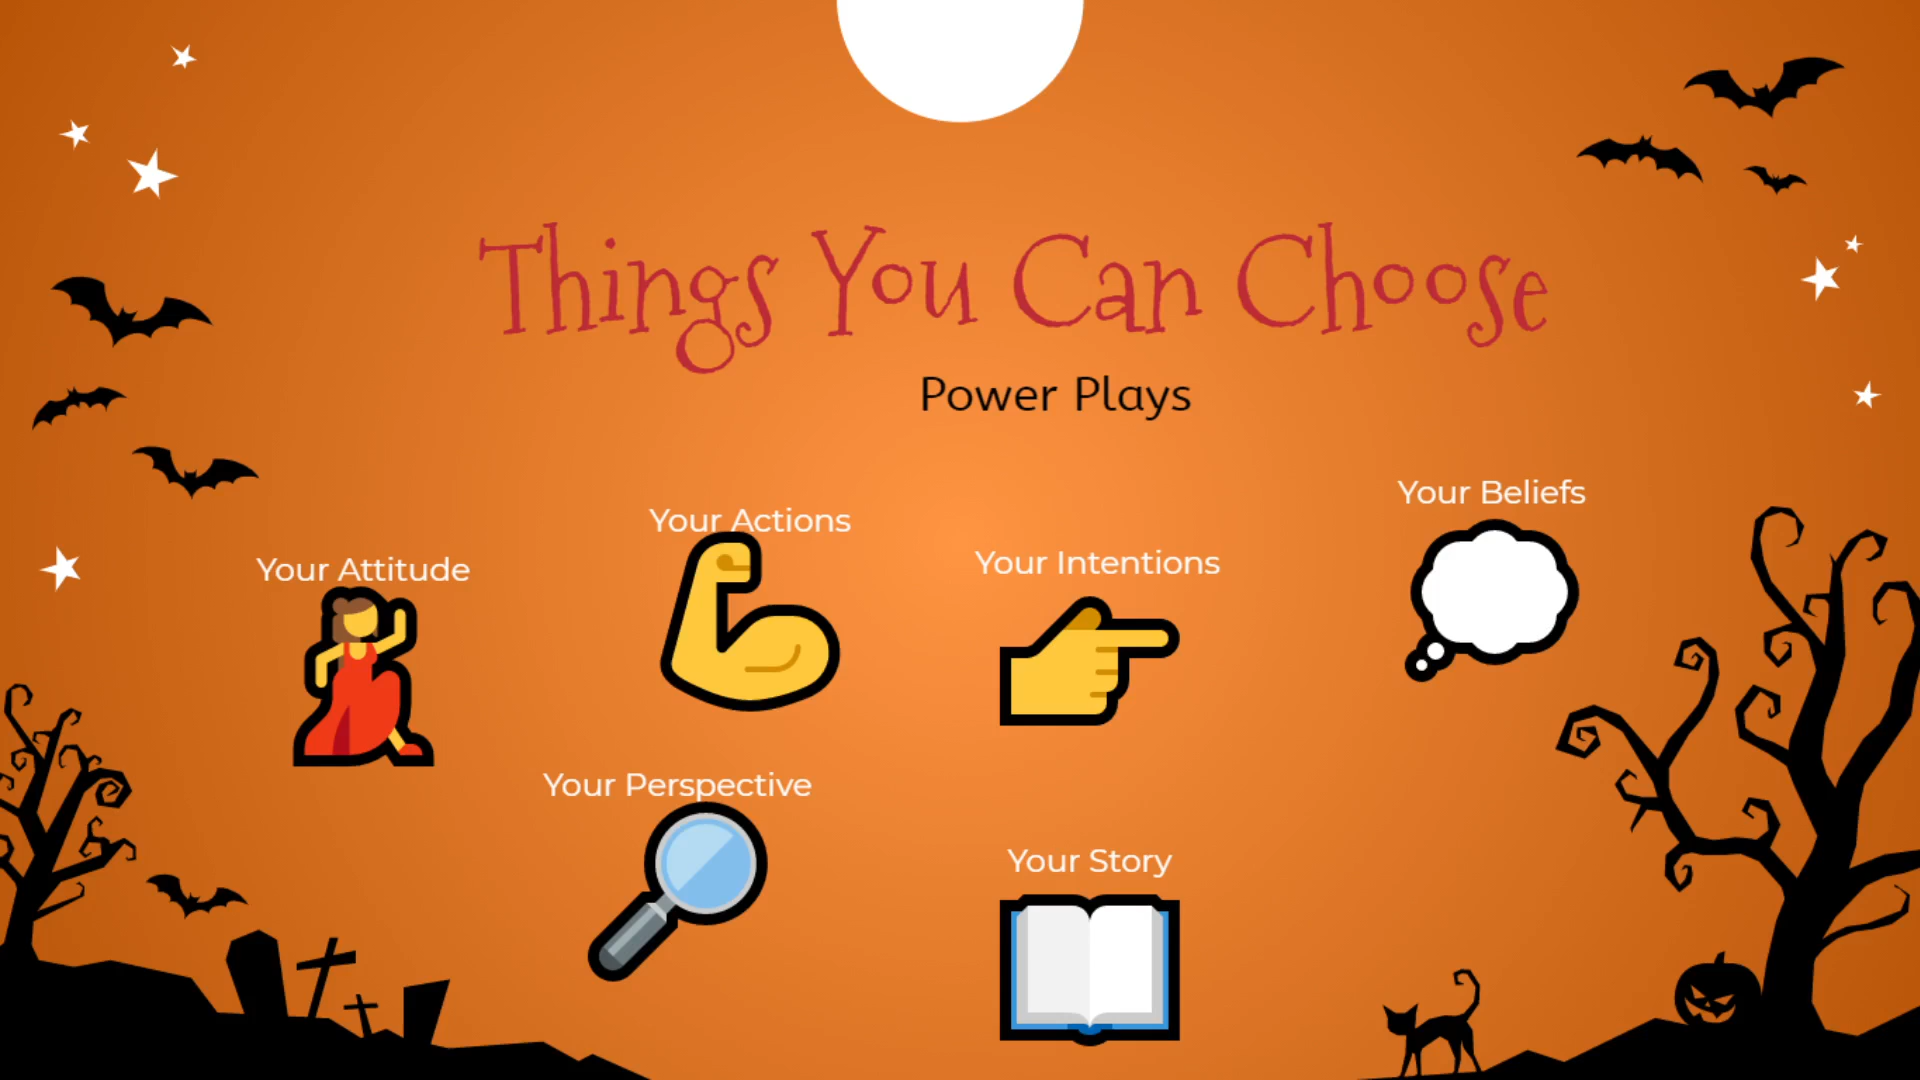 Things You Can Choose
Power Plays
Your Attitude
Your Actions
Your Intentions
Your Beliefs
Your Perspective
Your Story